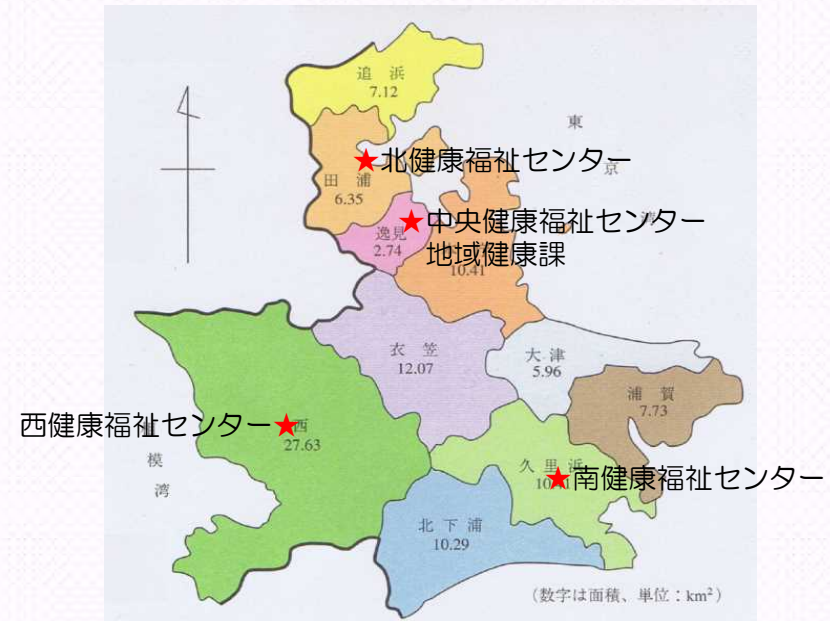 追浜
7.12
東
京
★北健康福祉センター
田浦
6.35
★中央健康福祉センター
地域健康課
逸見
2.74
10.41
衣笠
12.07
大津
5.96
浦賀
7.73
西健康福祉センター★
西
27.63
模
湾
久里浜
★南健康福祉センター
北下浦
10.29
(数字は面積、単位:km²)